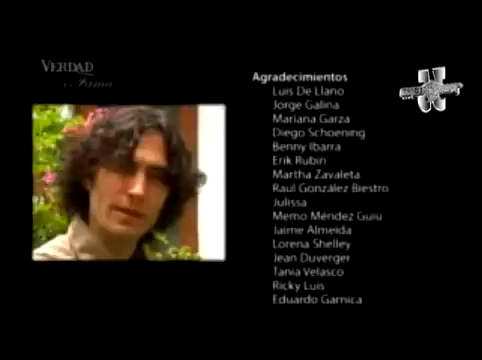 VERDAD
y Fama
Agradecimientos
Luis De Llano
Jorge Galina
Mariana Garza
Diego Schoening
Benny Ibarra
Erik Rubin
Martha Zavaleta
Raul González Biestro
Julissa
Memo Méndez Guiu
Jaime Almeida
Lorena Shelley
Jean Duverger
Tania Velasco
Ricky Luis
Eduardo Garnica